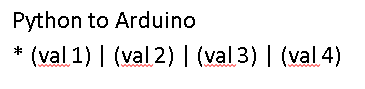 Python to Arduino
* (val 1) | (val 2) | (val 3) | (val 4)